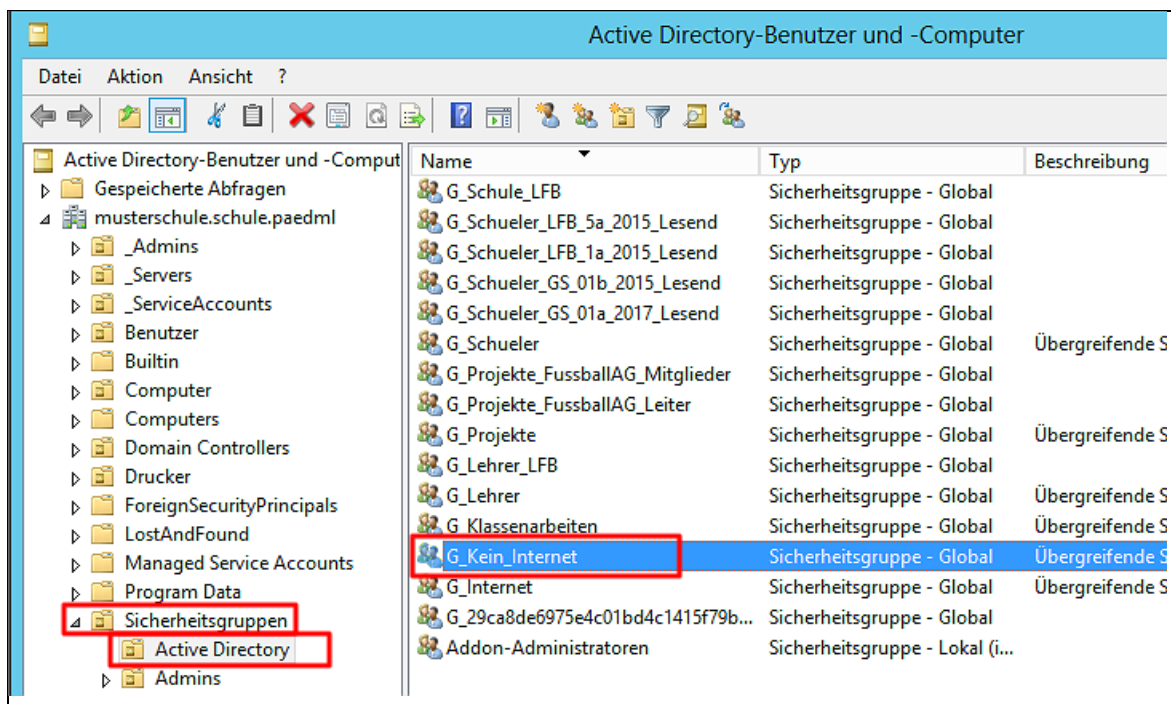 Active Directory-Benutzer und -Computer
Datei Aktion Ansicht ?
Active Directory-Benutzer und -Comput
Gespeicherte Abfragen
musterschule.schule.paedml
_Admins
_Servers
_ServiceAccounts
Benutzer
Builtin
Computer
Computers
Domain Controllers
Drucker
ForeignSecurityPrincipals
LostAndFound
Managed Service Accounts
Program Data
Sicherheitsgruppen
Active Directory
Admins
Name Typ Beschreibung
G_Schule_LFB Sicherheitsgruppe - Global
G_Schueler_LFB_5a_2015_Lesend Sicherheitsgruppe - Global
G_Schueler_LFB_1a_2015_Lesend Sicherheitsgruppe - Global
G_Schueler_GS_01b_2015_Lesend Sicherheitsgruppe - Global
G_Schueler_GS_01a_2017_Lesend Sicherheitsgruppe - Global
G_Schueler Sicherheitsgruppe - Global Übergreifende S
G_Projekte_FussballAG_Mitglieder Sicherheitsgruppe - Global
G_Projekte_FussballAG_Leiter Sicherheitsgruppe - Global
G_Projekte Sicherheitsgruppe - Global Übergreifende S
G_Lehrer_LFB Sicherheitsgruppe - Global
G_Lehrer Sicherheitsgruppe - Global Übergreifende S
G_Klassenarbeiten Sicherheitsgruppe - Global Übergreifende S
G_Kein_Internet Sicherheitsgruppe - Global Übergreifende S
G_Internet Sicherheitsgruppe - Global Übergreifende S
G_29ca8de6975e4c01bd4c1415f79b... Sicherheitsgruppe - Global
Addon-Administratoren Sicherheitsgruppe - Lokal (i...